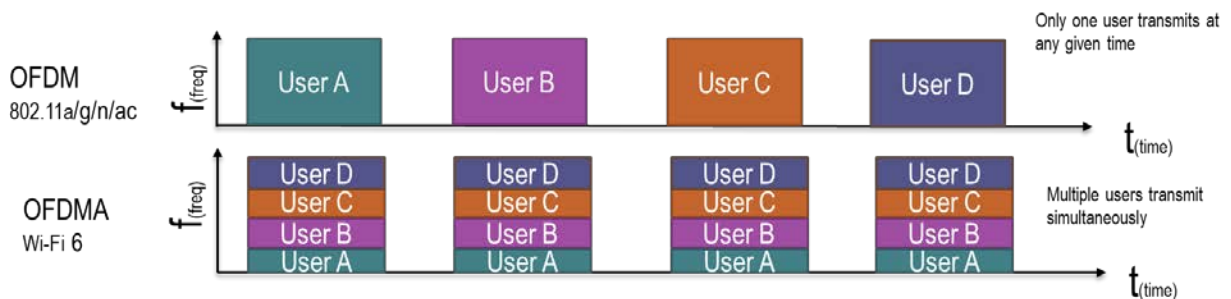 OFDM
802.11a/g/n/ac
f(freq)
User A
User B
User C
User D
Only one user transmits at
any given time
t(time)
OFDMA
Wi-Fi 6
f(freq)
User D
User C
User B
User A
User D
User C
User B
User A
User D
User C
User B
User A
User D
User C
User B
User A
Multiple users transmit
simultaneously
t(time)